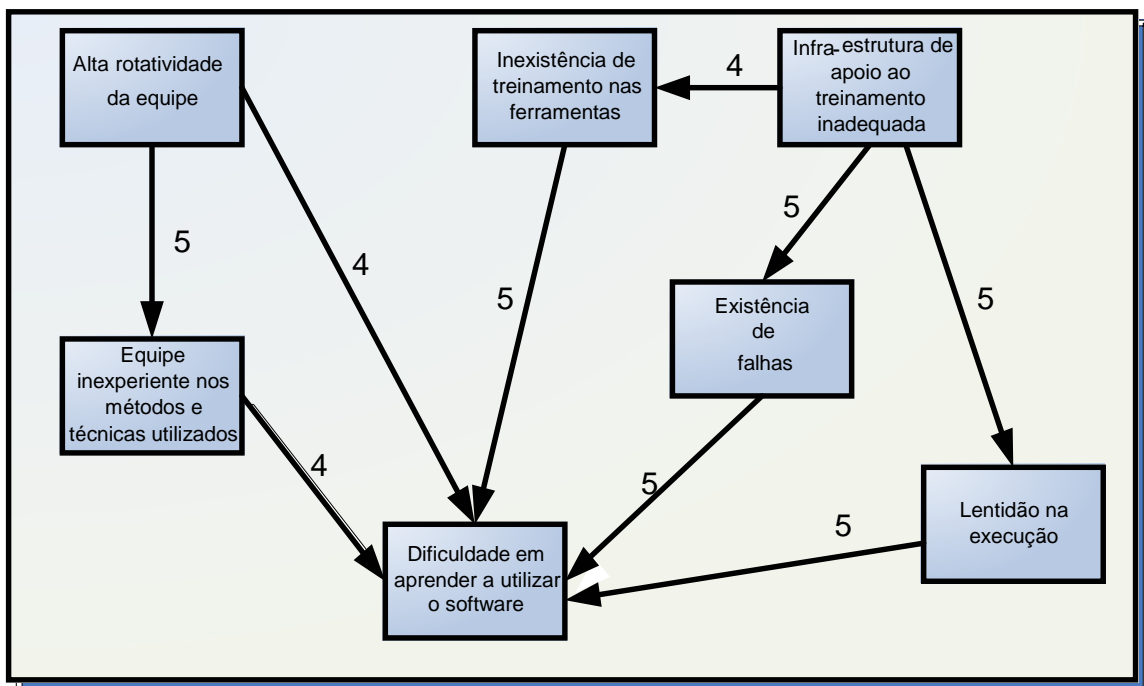 Alta rotatividade
da equipe
Inexistência de
treinamento nas
ferramentas
4
Infra-estrutura de
apoio ao
treinamento
inadequada
5
4
5
5
5
Existência
de
falhas
Equipe
inexperiente nos
métodos e
técnicas utilizados
4
5
5
Lentidão na
execução
Dificuldade em
aprender a utilizar
o software